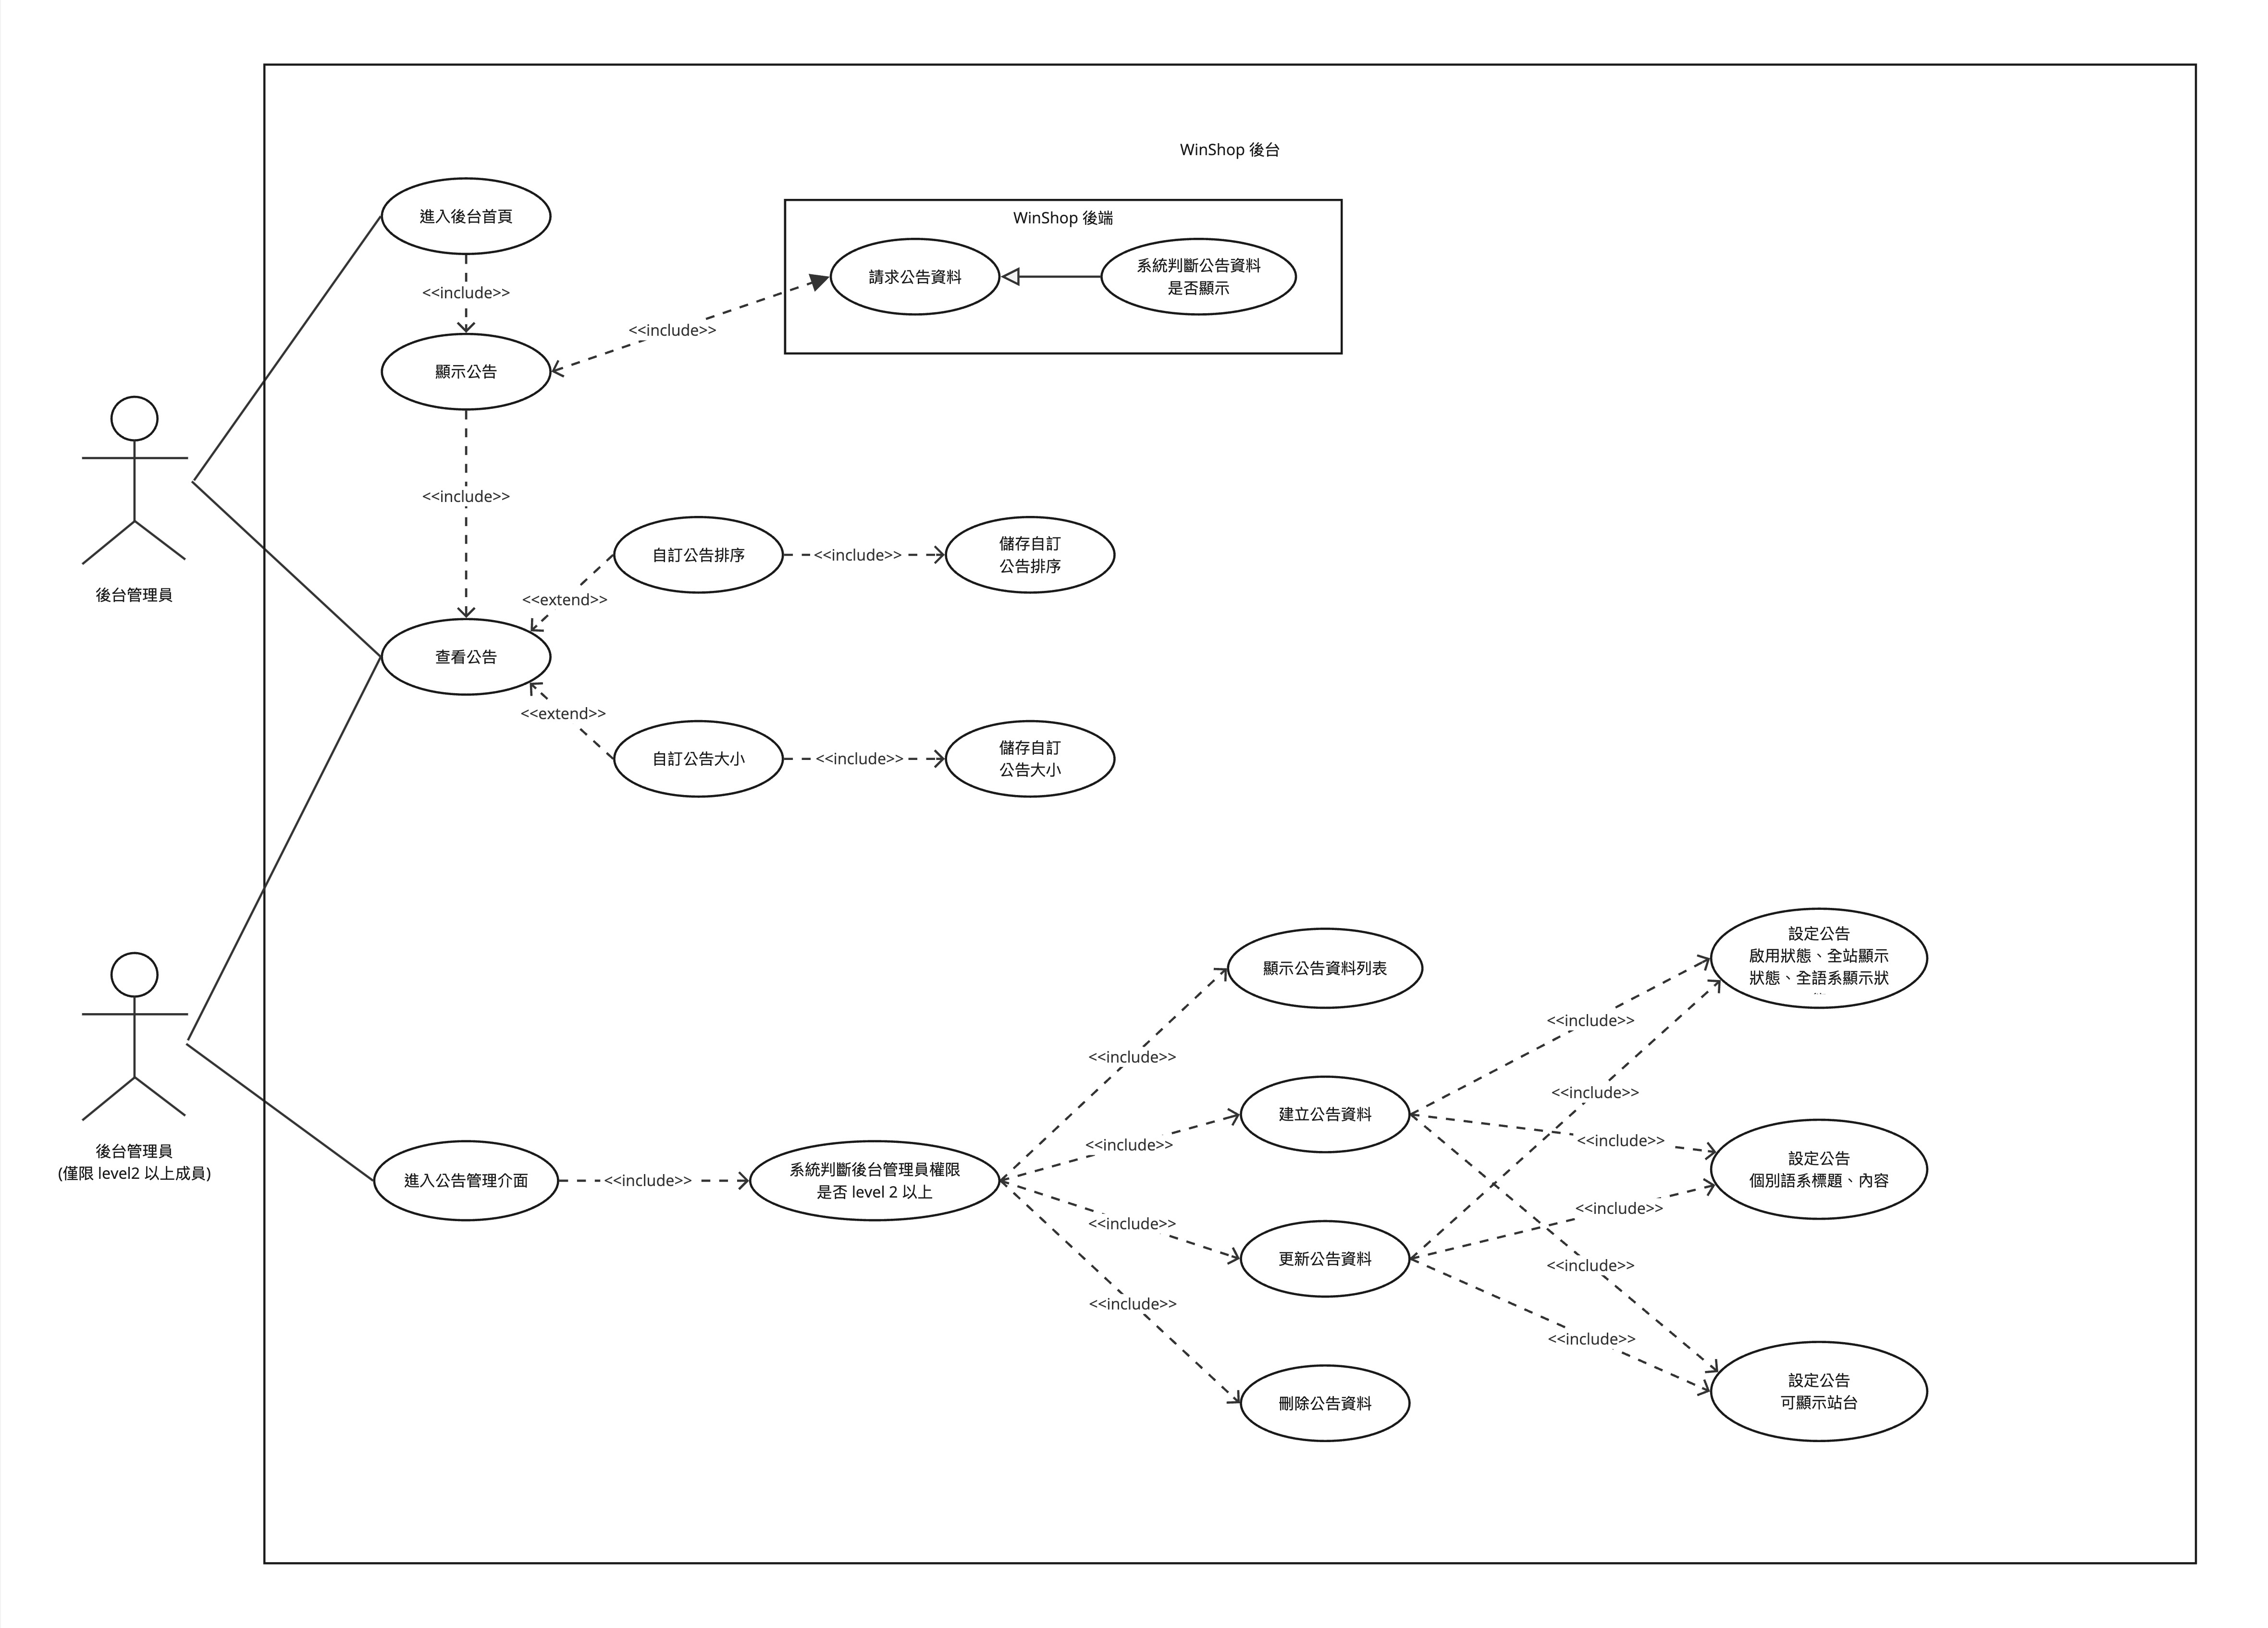 WinShop 後台
進入後台首頁
WinShop 後端
請求公告資料
系統判斷公告資料
是否顯示
<<include>>
<<include>>
顯示公告
<<include>>
後台管理員
自訂公告排序
<<include>>
儲存自訂
公告排序
<<extend>>
查看公告
<<extend>>
自訂公告大小
<<include>>
儲存自訂
公告大小
後台管理員
(僅限 level2 以上成員)
進入公告管理介面
<<include>>
系統判斷後台管理員權限
是否 level 2 以上
<<include>>
<<include>>
<<include>>
<<include>>
顯示公告資料列表
建立公告資料
更新公告資料
刪除公告資料
<<include>>
<<include>>
<<include>>
<<include>>
<<include>>
<<include>>
設定公告
啟用狀態、全站顯示
狀態、全語系顯示狀
設定公告
個別語系標題、內容
設定公告
可顯示站台